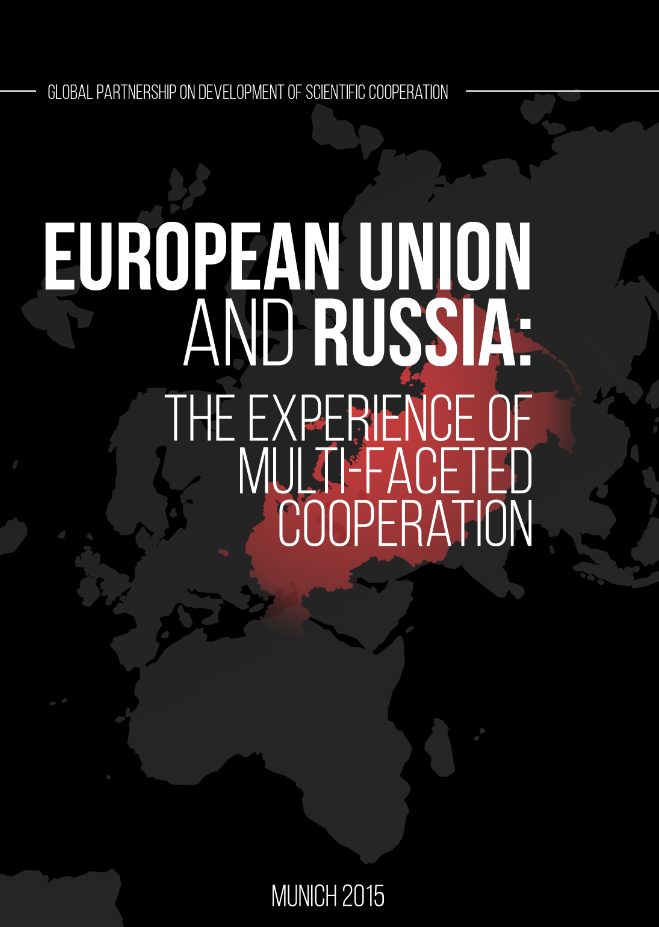 GLOBAL PARTNERSHIP ON DEVELOPMENT OF SCIENTIFIC COOPERATION
EUROPEAN UNION
AND RUSSIA:
THE EXPERIENCE OF
MULTI-FACETED
COOPERATION
MUNICH 2015